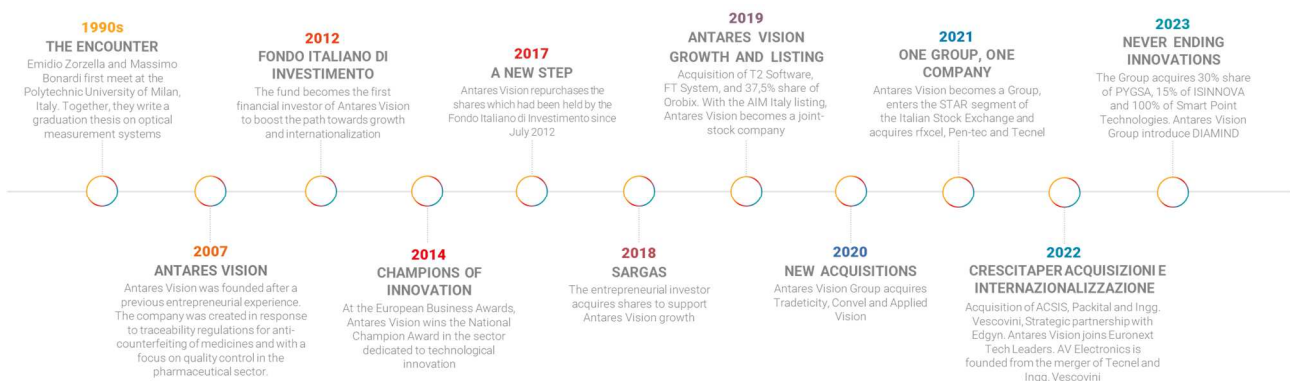 1990s
THE ENCOUNTER
Emidio Zorzella and Massimo
Bonardi first meet at the
Polytechnic University of Milan,
Italy. Together, they write a
graduation thesis on optical
measurement systems
2007
ANTARES VISION
Antares Vision was founded after a
previous entrepreneurial experience.
The company was created in response
to traceability regulations for anti-
counterfeiting of medicines and with a
focus on quality control in the
pharmaceutical sector.
2012
FONDO ITALIANO DI
INVESTIMENTO
The fund becomes the first
financial investor of Antares Vision
to boost the path towards growth
and internationalization
2014
CHAMPIONS OF
INNOVATION
At the European Business Awards,
Antares Vision wins the National
Champion Award in the sector
dedicated to technological
innovation
2017
A NEW STEP
Antares Vision repurchases the
shares which had been held by the
Fondo Italiano di Investimento since
July 2012
2018
SARGAS
The entrepreneurial investor
acquires shares to support
Antares Vision growth
2019
ANTARES VISION
GROWTH AND LISTING
Acquisition of T2 Software,
FT System, and 37,5% share of
Orobix. With the AIM Italy listing,
Antares Vision becomes a joint-
stock company
2020
NEW ACQUISITIONS
Antares Vision Group acquires
Tradeticity, Convel and Applied
Vision
2021
ONE GROUP, ONE
COMPANY
Antares Vision becomes a Group,
enters the STAR segment of
the Italian Stock Exchange and
acquires rfxcel, Pen-tec and Tecnel
2022
CRESCITAPER ACQUISIZIONI E
INTERNAZIONALIZZAZIONE
Acquisition of ACSIS, Packital and Ingg.
Vescovini, Strategic partnership with
Edgyn. Antares Vision joins Euronext
Tech Leaders. AV Electronics is
founded from the merger of Tecnel and
Ingg. Vescovini
2023
NEVER ENDING
INNOVATIONS
The Group acquires 30% share
of PYGSA, 15% of ISINNOVA
and 100% of Smart Point
Technologies. Antares Vision
Group introduce DIAMIND